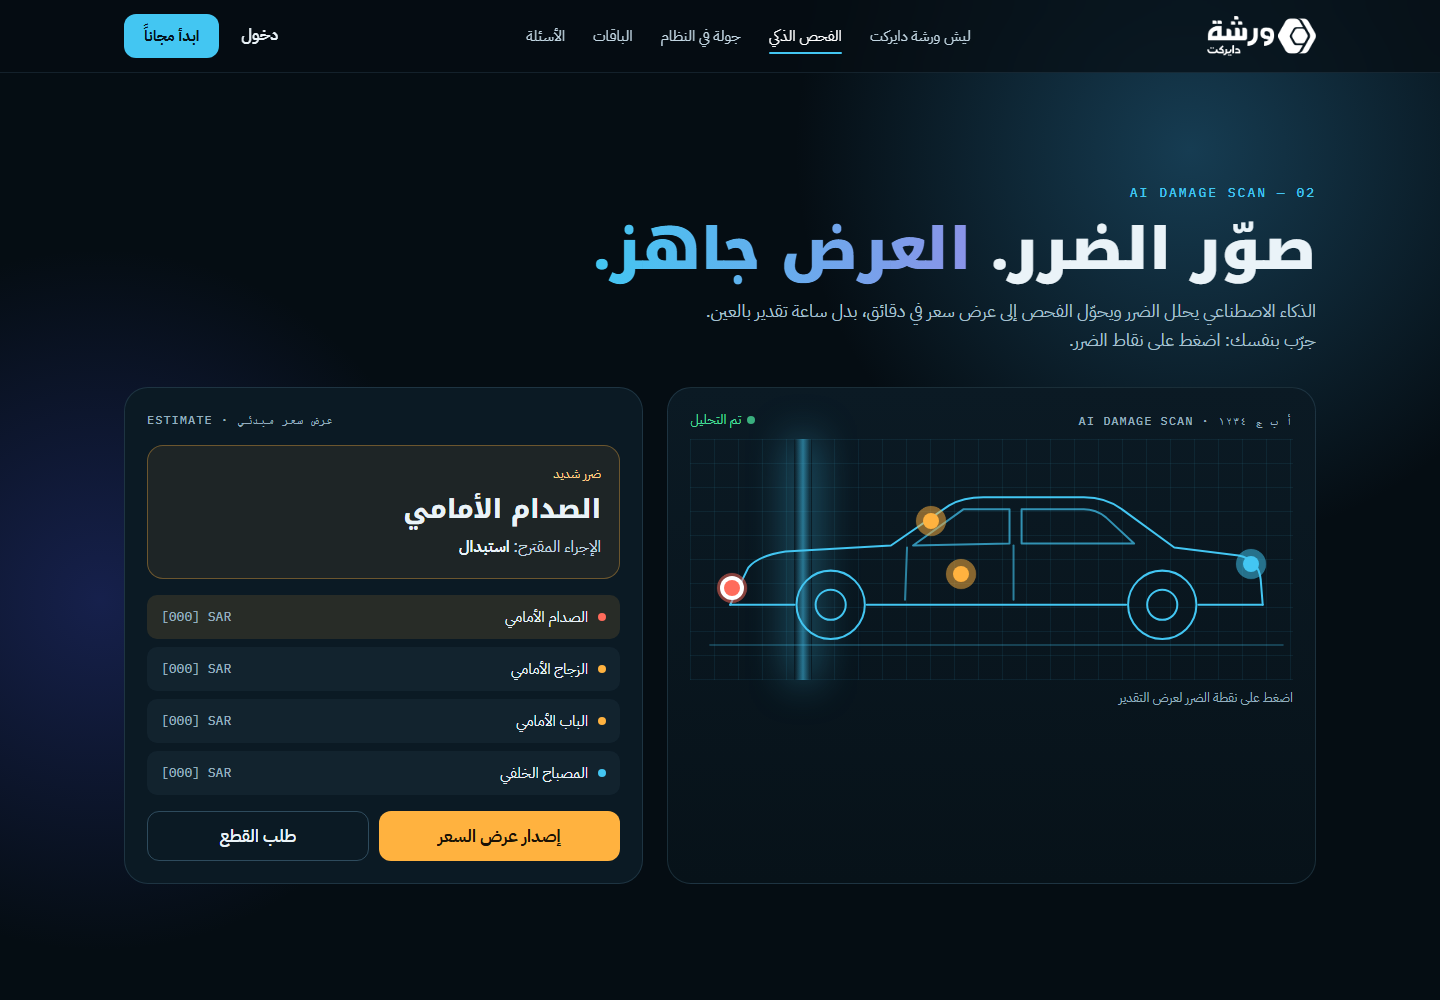 ورشة
دايركت
ليش ورشة دايركت
الفحص الذكي
جولة في النظام
الباقات
الأسئلة
دخول
ابدأ مجاناً
AI DAMAGE SCAN — 02
صوّر الضرر. العرض جاهز.
الذكاء الاصطناعي يحلل الضرر ويحوّل الفحص إلى عرض سعر في دقائق، بدل ساعة تقدير بالعين.
جرّب بنفسك: اضغط على نقاط الضرر.
AI DAMAGE SCAN · أ ب ج ١٢٣٤
تم التحليل
اضغط على نقطة الضرر لعرض التقدير
ESTIMATE · عرض سعر مبدئي
ضرر شديد
الصدام الأمامي
الإجراء المقترح: استبدال
الصدام الأمامي [000] SAR
الزجاج الأمامي [000] SAR
الباب الأمامي [000] SAR
المصباح الخلفي [000] SAR
إصدار عرض السعر
طلب القطع